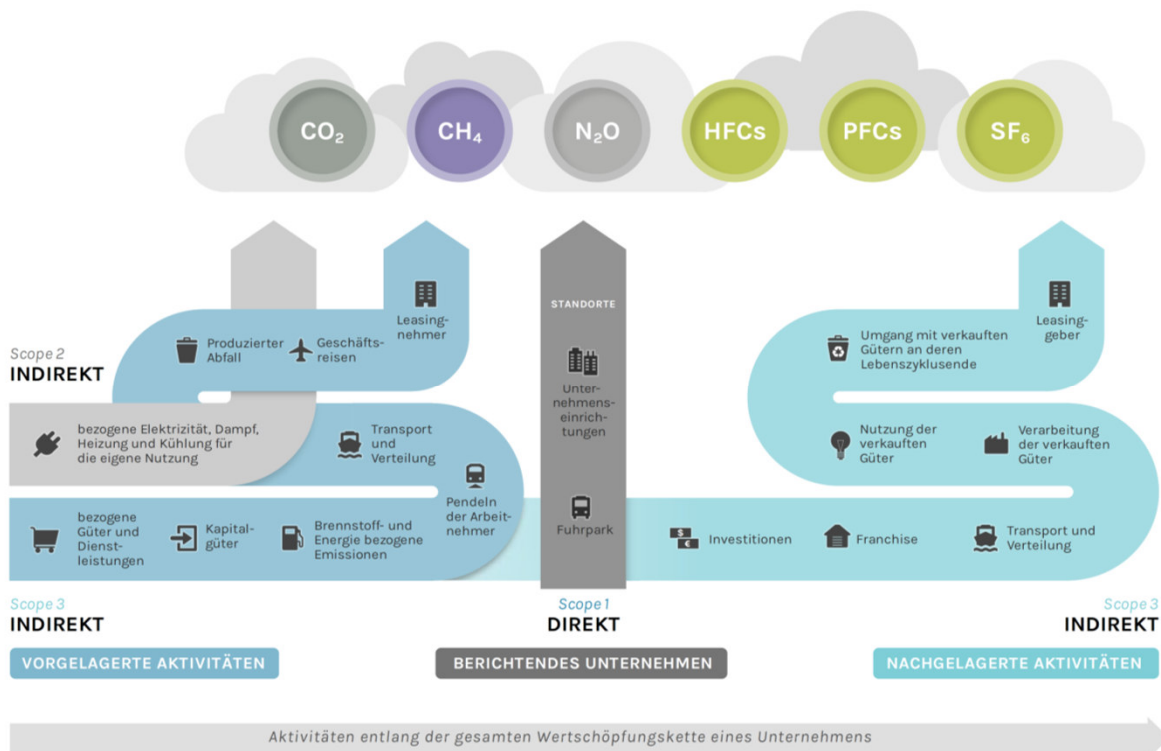 CO₂
CH₄
N₂O
HFCs
PFCs
SF₆
Scope 2
INDIREKT
Produzierter
Abfall
Geschäfts-
reisen
Leasing-
nehmer
bezogene Elektrizität, Dampf,
Heizung und Kühlung für
die eigene Nutzung
Transport
und
Verteilung
Pendeln
der Arbeit-
nehmer
bezogene
Güter und
Dienst-
leistungen
Kapital-
güter
Brennstoff- und
Energie bezogene
Emissionen
STANDORTE
Unter-
nehmens-
einrich-
tungen
Fuhrpark
Leasing-
geber
Umgang mit verkauften
Gütern an deren
Lebenszyklusende
Nutzung der
verkauften
Güter
Verarbeitung
der verkauften
Güter
$
€
Investitionen
Franchise
Transport und
Verteilung
Scope 3
INDIREKT
Scope 1
DIREKT
Scope 3
INDIREKT
VORGELAGERTE AKTIVITÄTEN
BERICHTENDES UNTERNEHMEN
NACHGELAGERTE AKTIVITÄTEN
Aktivitäten entlang der gesamten Wertschöpfungskette eines Unternehmens